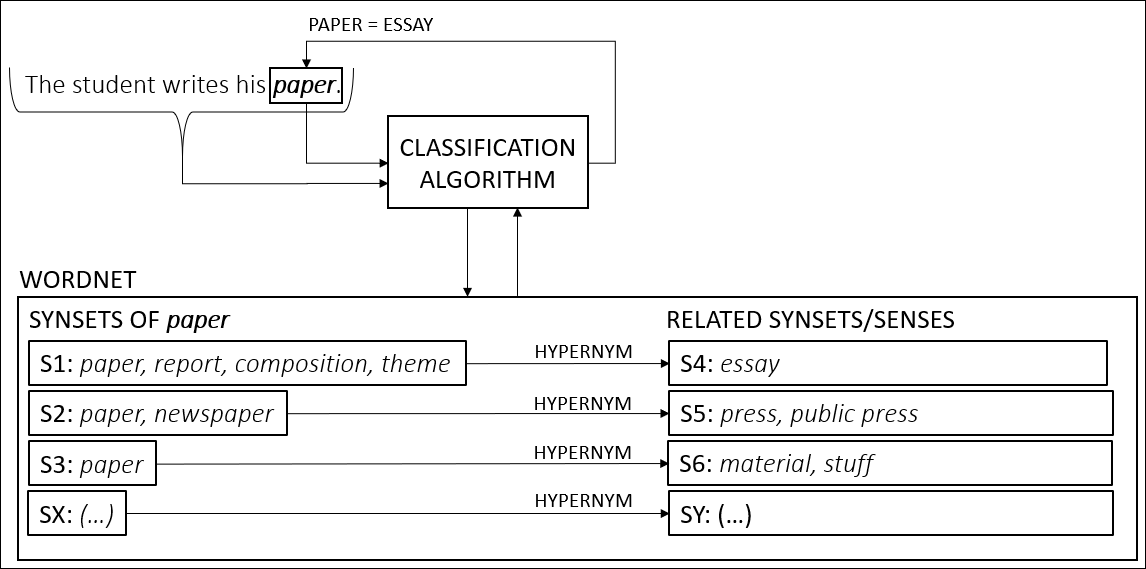 PAPER = ESSAY
The student writes his paper.
CLASSIFICATION
ALGORITHM
WORDNET
SYNSETS OF paper
RELATED SYNSETS/SENSES
S1: paper, report, composition, theme
HYPERNYM
S4: essay
S2: paper, newspaper
HYPERNYM
S5: press, public press
S3: paper
HYPERNYM
S6: material, stuff
SX: (...)
HYPERNYM
SY: (...)